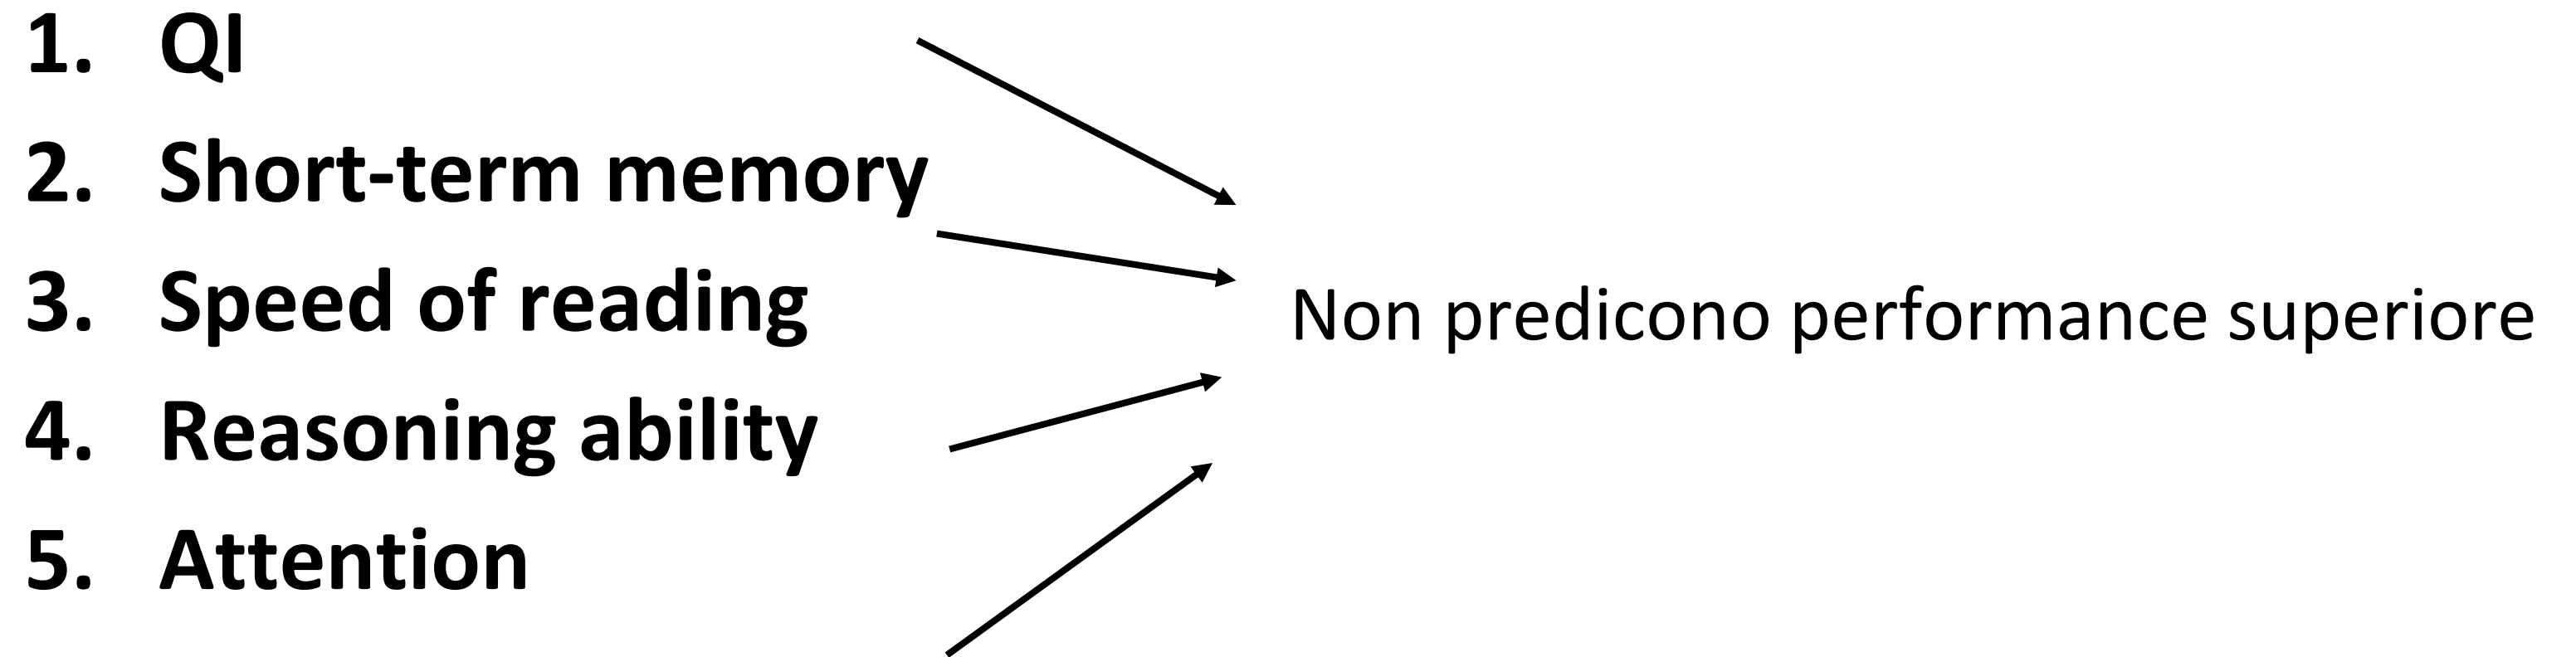 1. QI
2. Short-term memory
3. Speed of reading
Non predicono performance superiore
4. Reasoning ability
5. Attention